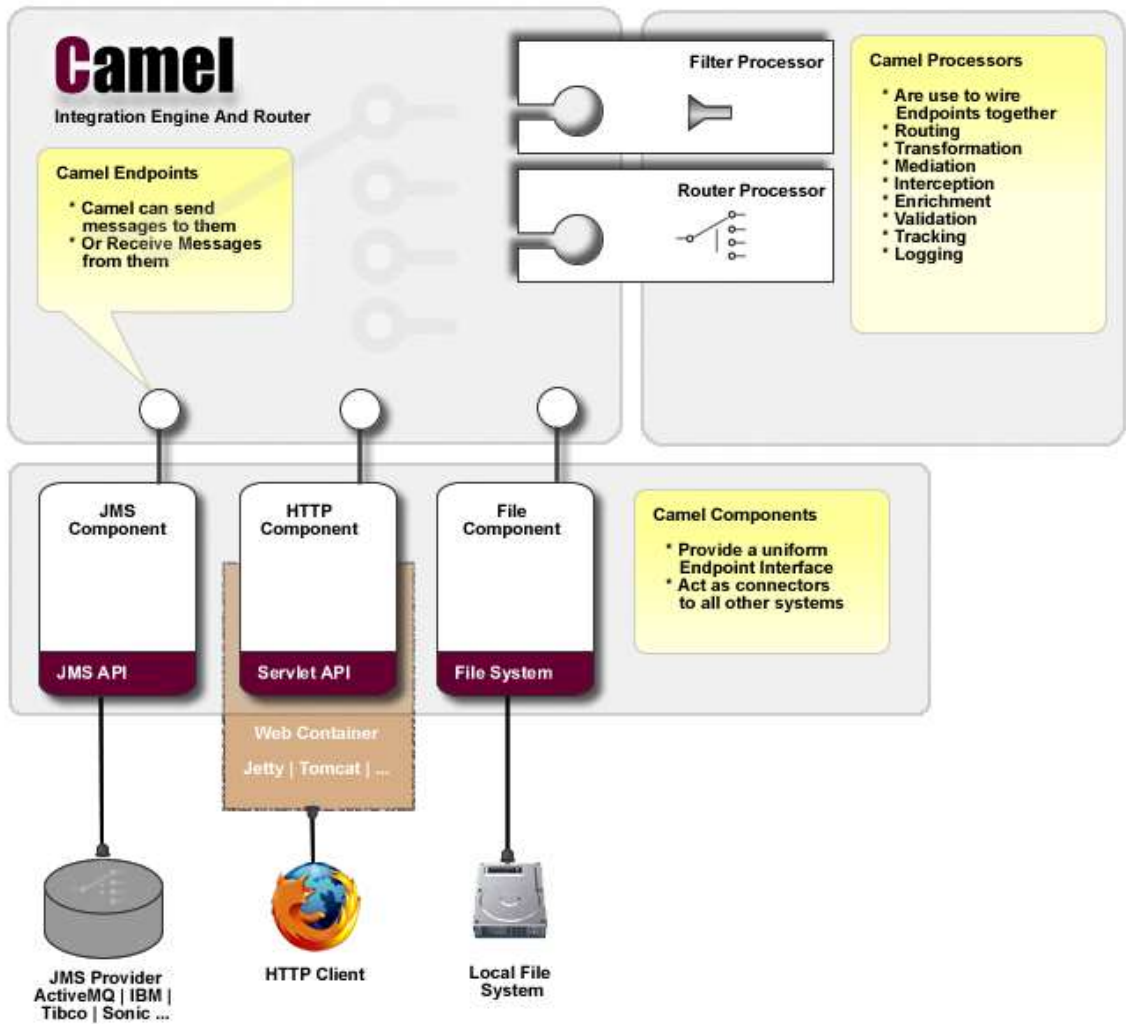 Camel
Integration Engine And Router
Camel Endpoints
* Camel can send
messages to them
* Or Receive Messages
from them
Filter Processor
Router Processor
Camel Processors
* Are use to wire
Endpoints together
* Routing
* Transformation
* Mediation
* Interception
* Enrichment
* Validation
* Tracking
* Logging
JMS
Component
JMS API
HTTP
Component
Servlet API
File
Component
File System
Camel Components
* Provide a uniform
Endpoint Interface
* Act as connectors
to all other systems
Web Container
Jetty | Tomcat | ...
JMS Provider
ActiveMQ | IBM |
Tibco | Sonic ...
HTTP Client
Local File
System